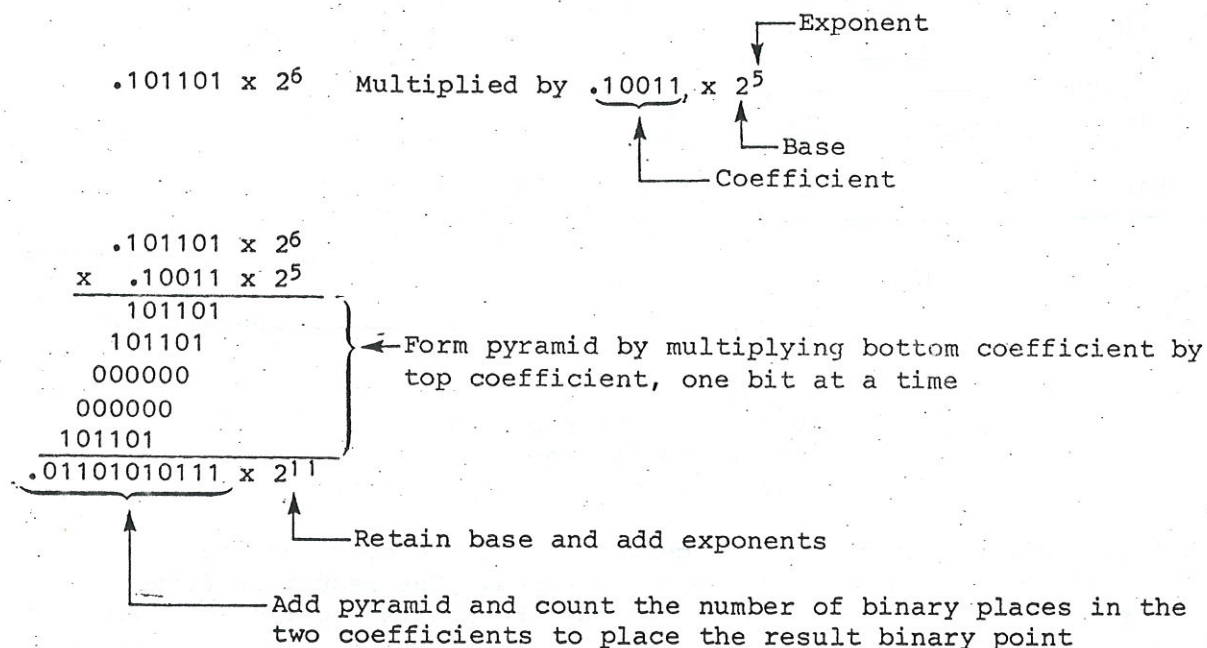 Exponent
.101101 x 2⁶ Multiplied by .10011 x 2⁵
Base
Coefficient
.101101 x 2⁶
x .10011 x 2⁵
101101
101101
000000
000000
101101
.01101010111 x 2¹¹
Form pyramid by multiplying bottom coefficient by
top coefficient, one bit at a time
Retain base and add exponents
Add pyramid and count the number of binary places in the
two coefficients to place the result binary point